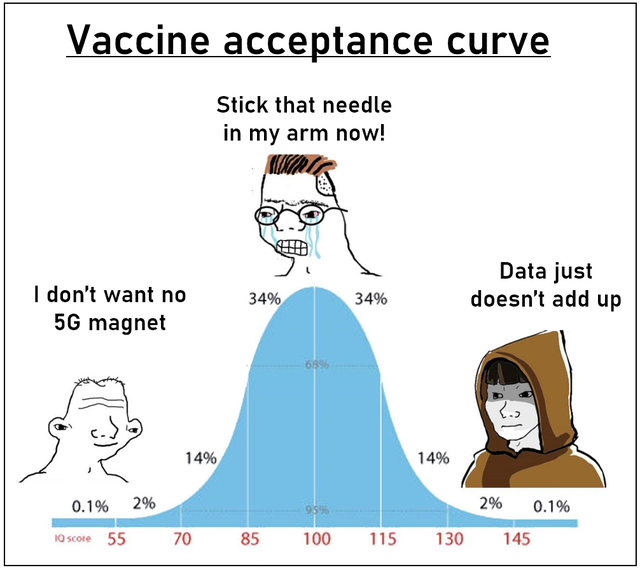 Vaccine acceptance curve
Stick that needle
in my arm now!
I don't want no
5G magnet
Data just
doesn't add up
34%
34%
68%
14%
14%
0.1%
2%
95%
2%
0.1%
IQ score 55 70 85 100 115 130 145